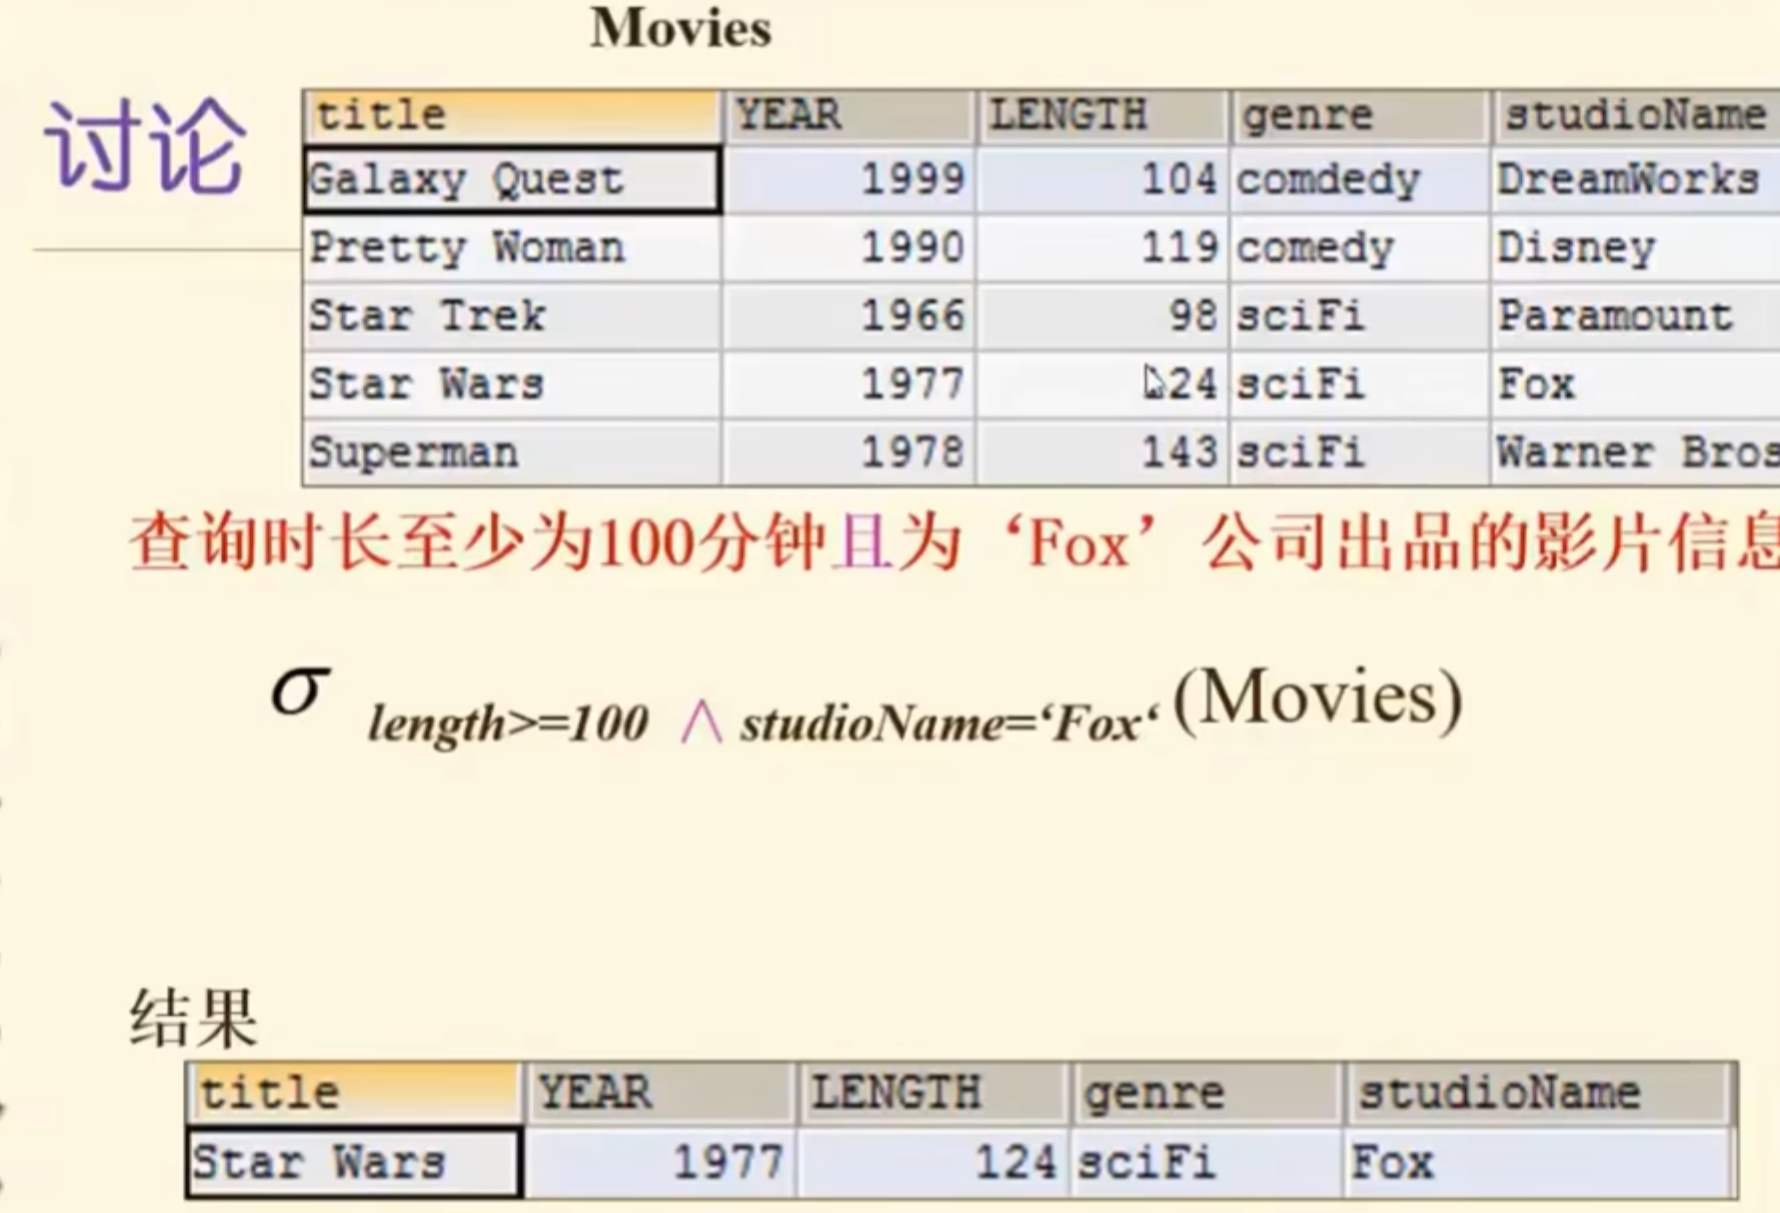 Movies
讨论
title YEAR LENGTH genre studioName
Galaxy Quest 1999 104 comdedy DreamWorks
Pretty Woman 1990 119 comedy Disney
Star Trek 1966 98 sciFi Paramount
Star Wars 1977 24 sciFi Fox
Superman 1978 143 sciFi Warner Bros
查询时长至少为100分钟且为‘Fox’公司出品的影片信息
σ length>=100 ∧ studioName=‘Fox‘ (Movies)
结果
title YEAR LENGTH genre studioName
Star Wars 1977 124 sciFi Fox